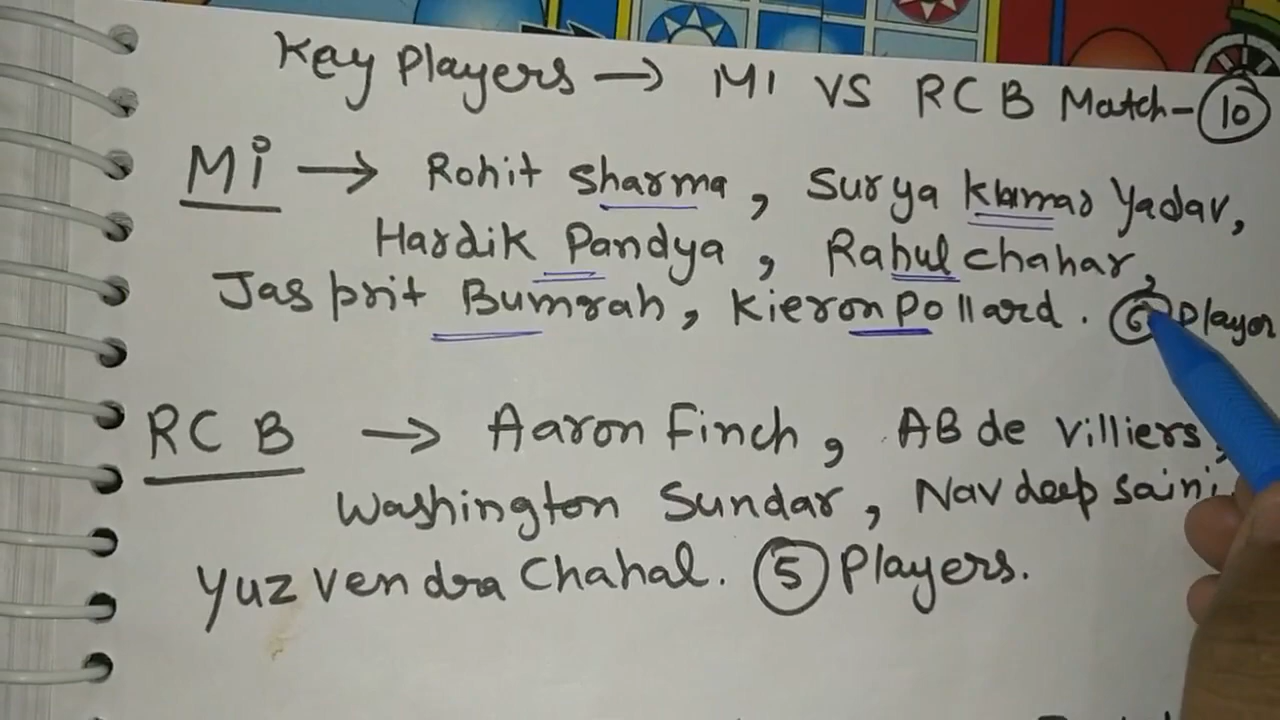 Key Players → MI VS RCB Match-10
Mi → Rohit Sharma, Surya Kumar Yadav,
Hardik Pandya, Rahul Chahar,
Jasprit Bumrah, Kieron Pollard. 6 Player
RCB → Aaron Finch, AB de Villiers,
Washington Sundar, Navdeep Saini
Yuzvendra Chahal. 5 Players.